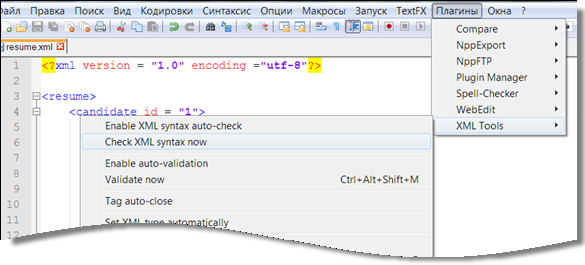 айл Правка Поиск Вид Кодировки Синтаксис Опции Макросы Запуск TextFX Плагины Окна ?
resume.xml
1 <?xml version = "1.0" encoding ="utf-8"?>
2
3 <resume>
4 <candidate id = "1">
5
6
7
8
9
10
11
12
Compare
NppExport
NppFTP
Plugin Manager
Spell-Checker
WebEdit
XML Tools
Enable XML syntax auto-check
Check XML syntax now
Enable auto-validation
Validate now Ctrl+Alt+Shift+M
Tag auto-close
Set XML type automatically